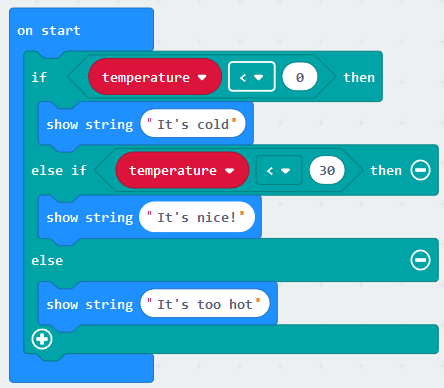 on start
if temperature < 0 then
show string "It's cold"
else if temperature < 30 then
show string "It's nice!"
else
show string "It's too hot"